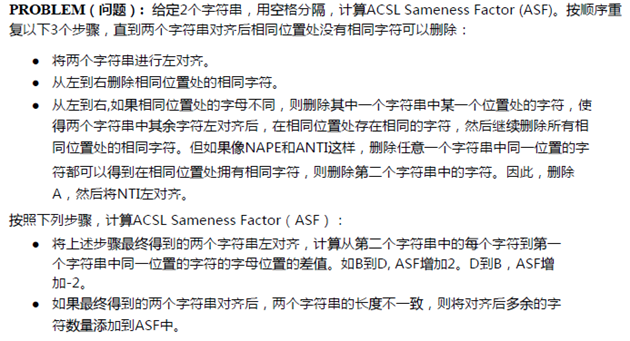 PROBLEM（问题）: 给定2个字符串，用空格分隔，计算ACSL Sameness Factor (ASF)。按顺序重
复以下3个步骤，直到两个字符串对齐后相同位置处没有相同字符可以删除：
● 将两个字符串进行左对齐。
● 从左到右删除相同位置处的相同字符。
● 从左到右,如果相同位置处的字母不同，则删除其中一个字符串中某一个位置处的字符，使
得两个字符串中其余字符左对齐后，在相同位置处存在相同的字符，然后继续删除所有相
同位置处的相同字符。但如果像NAPE和ANTI这样，删除任意一个字符串中同一位置的字
符都可以得到在相同位置处拥有相同字符，则删除第二个字符串中的字符。因此，删除
A，然后将NTI左对齐。
按照下列步骤，计算ACSL Sameness Factor（ASF）：
● 将上述步骤最终得到的两个字符串左对齐，计算从第二个字符串中的每个字符到第一
个字符串中同一位置的字符的字母位置的差值。如B到D, ASF增加2。D到B，ASF增
加-2。
● 如果最终得到的两个字符串对齐后，两个字符串的长度不一致，则将对齐后多余的字
符数量添加到ASF中。